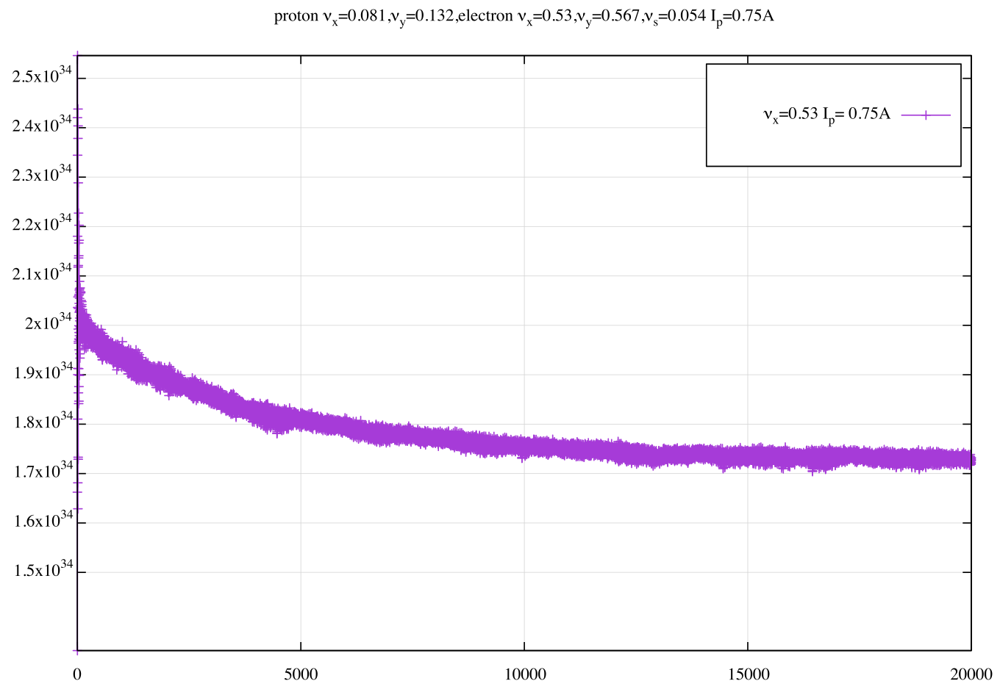 proton νx=0.081,νy=0.132,electron νx=0.53,νy=0.567,νs=0.054 Ip=0.75A
νx=0.53 Ip= 0.75A
2.5x10^34
2.4x10^34
2.3x10^34
2.2x10^34
2.1x10^34
2x10^34
1.9x10^34
1.8x10^34
1.7x10^34
1.6x10^34
1.5x10^34
0 5000 10000 15000 20000